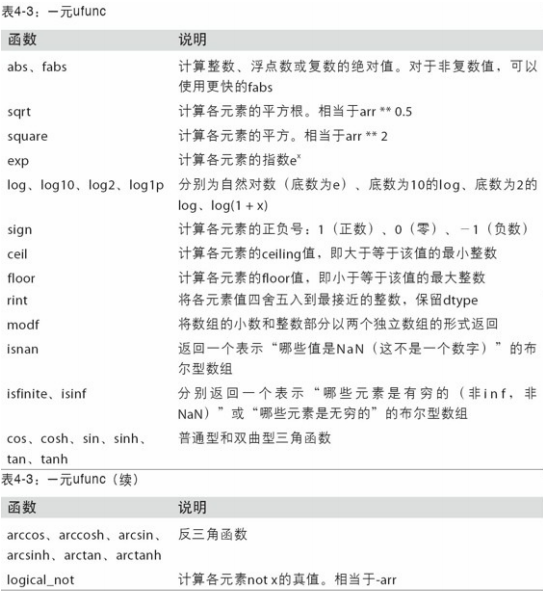 表4-3：一元ufunc
函数 说明
abs、fabs 计算整数、浮点数或复数的绝对值。对于非复数值，可以
使用更快的fabs
sqrt 计算各元素的平方根。相当于arr ** 0.5
square 计算各元素的平方。相当于arr ** 2
exp 计算各元素的指数eˣ
log、log10、log2、log1p 分别为自然对数（底数为e）、底数为10的log、底数为2的
log、log(1 + x)
sign 计算各元素的正负号：1（正数）、0（零）、－1（负数）
ceil 计算各元素的ceiling值，即大于等于该值的最小整数
floor 计算各元素的floor值，即小于等于该值的最大整数
rint 将各元素值四舍五入到最接近的整数，保留dtype
modf 将数组的小数和整数部分以两个独立数组的形式返回
isnan 返回一个表示“哪些值是NaN（这不是一个数字）”的布
尔型数组
isfinite、isinf 分别返回一个表示“哪些元素是有穷的（非inf，非
NaN）”或“哪些元素是无穷的”的布尔型数组
cos、cosh、sin、sinh、 普通型和双曲型三角函数
tan、tanh
表4-3：一元ufunc（续）
函数 说明
arccos、arccosh、arcsin、 反三角函数
arcsinh、arctan、arctanh
logical_not 计算各元素not x的真值。相当于-arr